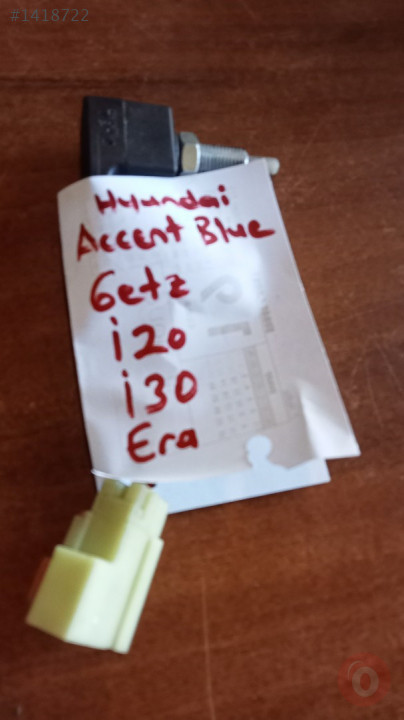 #1418722
Hyundai
Accent Blue
Getz
i20
i30
Era